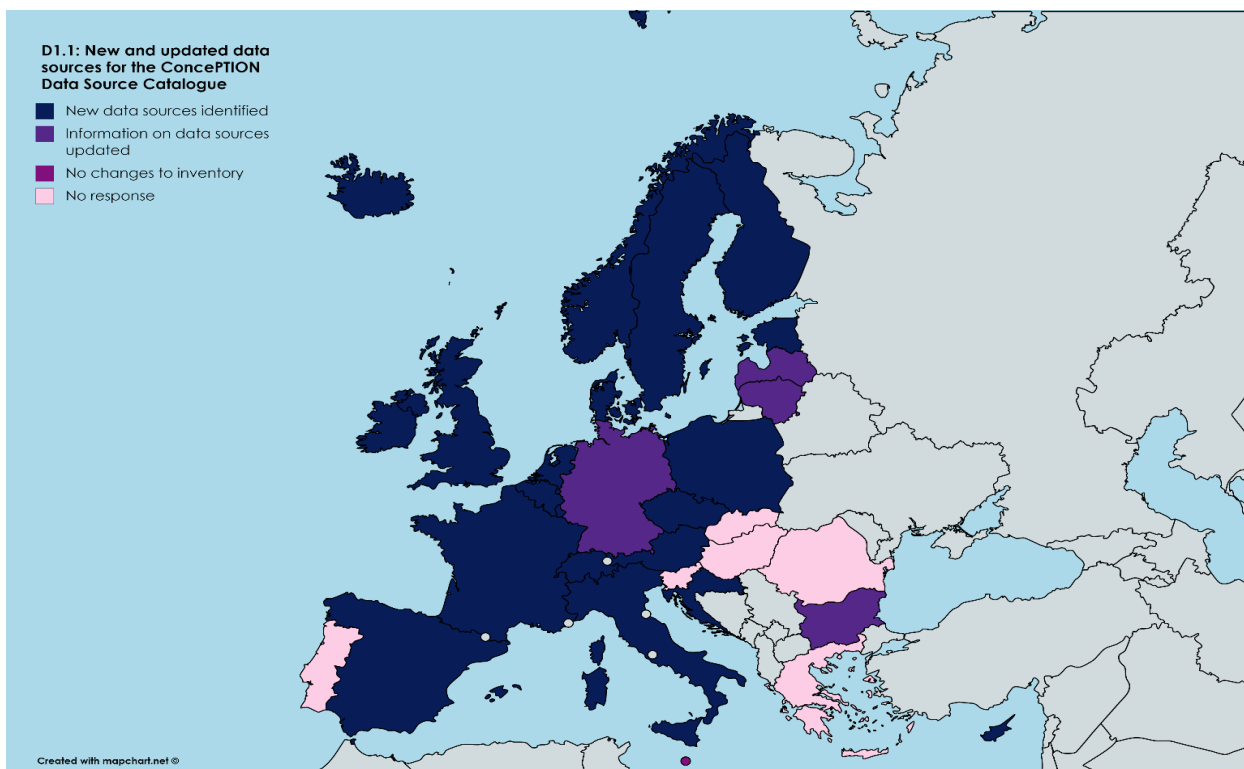 D1.1: New and updated data
sources for the ConcePTION
Data Source Catalogue
New data sources identified
Information on data sources
updated
No changes to inventory
No response
Created with mapchart.net ©